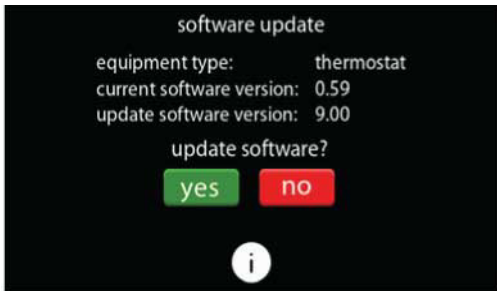 software update
equipment type: thermostat
current software version: 0.59
update software version: 9.00
update software?
yes no
i